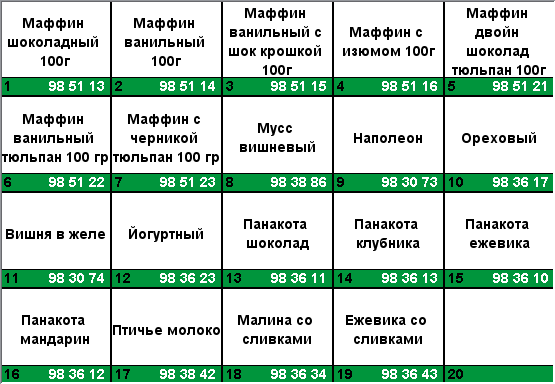 Маффин шоколадный 100г
1 98 51 13
Маффин ванильный 100г
2 98 51 14
Маффин ванильный с шок крошкой 100г
3 98 51 15
Маффин с изюмом 100г
4 98 51 16
Маффин двойн шоколад тюльпан 100г
5 98 51 21
Маффин ванильный тюльпан 100 гр
6 98 51 22
Маффин с черникой тюльпан 100 гр
7 98 51 23
Мусс вишневый
8 98 38 86
Наполеон
9 98 30 73
Ореховый
10 98 36 17
Вишня в желе
11 98 30 74
Йогуртный
12 98 36 23
Панакота шоколад
13 98 36 11
Панакота клубника
14 98 36 13
Панакота ежевика
15 98 36 10
Панакота мандарин
16 98 36 12
Птичье молоко
17 98 38 42
Малина со сливками
18 98 36 34
Ежевика со сливками
19 98 36 43
20